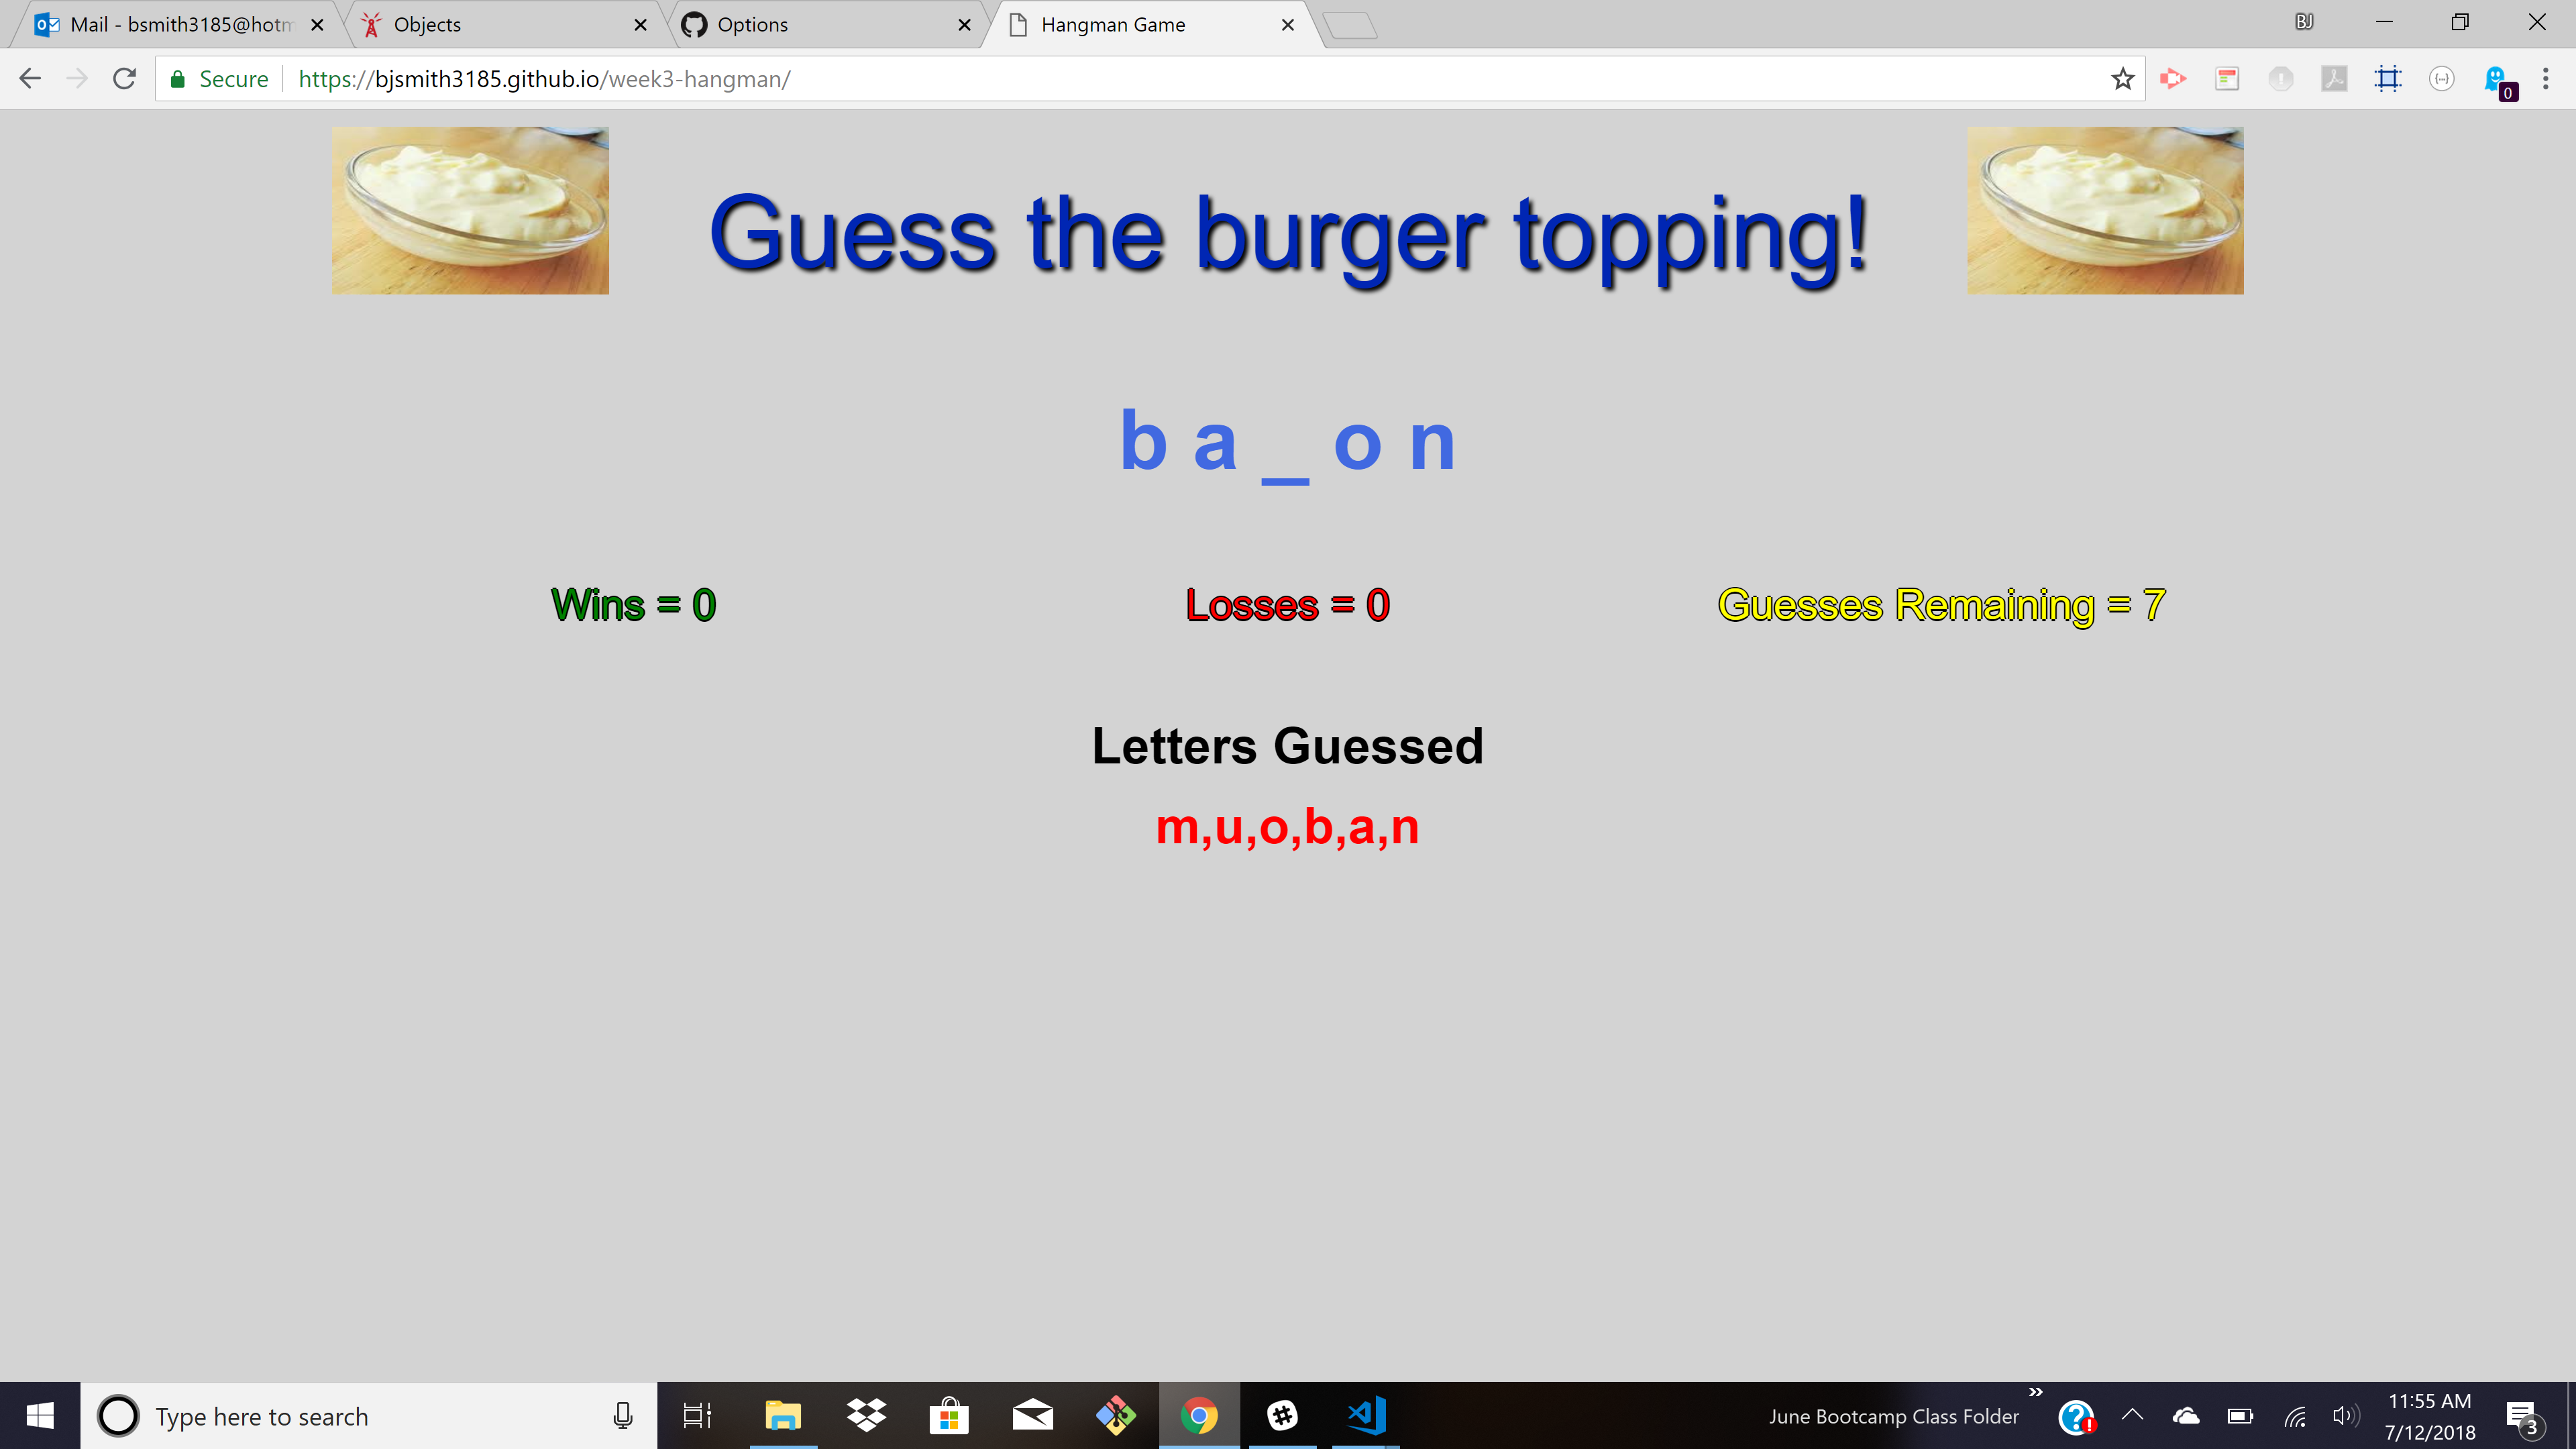 Mail - bsmith3185@hotm
Objects
Options
Hangman Game
BJ
Secure
https://bjsmith3185.github.io/week3-hangman/
0
Guess the burger topping!
b a _ o n
Wins = 0
Losses = 0
Guesses Remaining = 7
Letters Guessed
m,u,o,b,a,n
Type here to search
June Bootcamp Class Folder
11:55 AM
7/12/2018
3